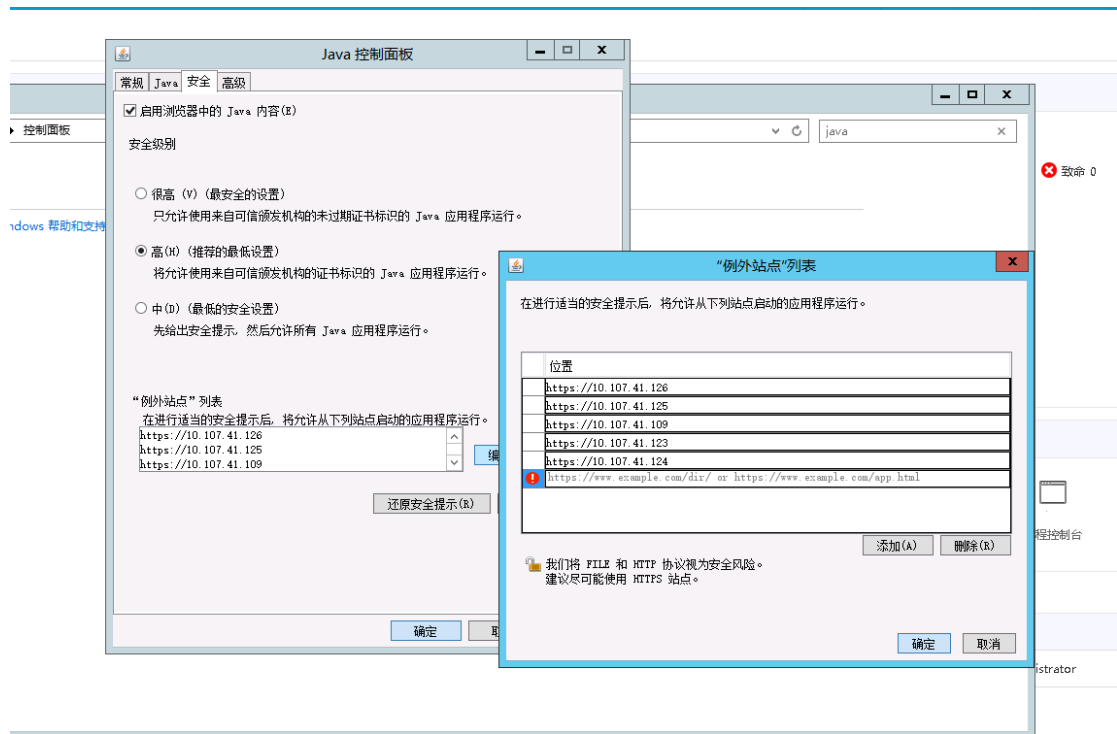 Java 控制面板
常规 Java 安全 高级
启用浏览器中的 Java 内容(E)
安全级别
很高 (V) (最安全的设置)
只允许使用来自可信颁发机构的未过期证书标识的 Java 应用程序运行。
高(H) (推荐的最低设置)
将允许使用来自可信颁发机构的证书标识的 Java 应用程序运行。
中(D) (最低的安全设置)
先给出安全提示, 然后允许所有 Java 应用程序运行。
“例外站点”列表
在进行适当的安全提示后, 将允许从下列站点启动的应用程序运行。
https://10.107.41.126
https://10.107.41.125
https://10.107.41.109
编
还原安全提示(R)
确定
控制面板
java
ndows 帮助和支持
致命 0
“例外站点”列表
在进行适当的安全提示后, 将允许从下列站点启动的应用程序运行。
位置
https://10.107.41.126
https://10.107.41.125
https://10.107.41.109
https://10.107.41.123
https://10.107.41.124
https://www.example.com/dir/ or https://www.example.com/app.html
添加(A) 删除(R)
我们将 FILE 和 HTTP 协议视为安全风险。
建议尽可能使用 HTTPS 站点。
确定 取消
程控制台
istrator